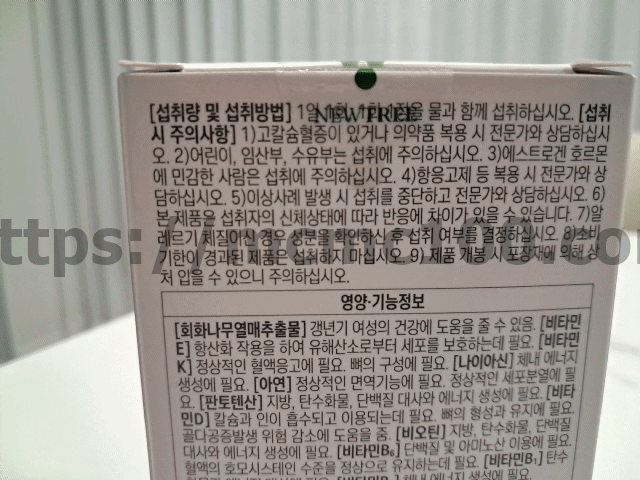 NEWTREE
[섭취량 및 섭취방법] 1일 1회, 1회 1정을 물과 함께 섭취하십시오. [섭취
시 주의사항] 1)고칼슘혈증이 있거나 의약품 복용 시 전문가와 상담하십시
오. 2)어린이, 임산부, 수유부는 섭취에 주의하십시오. 3)에스트로겐 호르몬
에 민감한 사람은 섭취에 주의하십시오. 4)항응고제 등 복용 시 전문가와 상
담하십시오. 5)이상사례 발생 시 섭취를 중단하고 전문가와 상담하십시오. 6)
본 제품은 섭취자의 신체상태에 따라 반응에 차이가 있을 수 있습니다. 7)알
레르기 체질이신 경우 성분을 확인하신 후 섭취 여부를 결정하십시오. 8)소비
기한이 경과된 제품은 섭취하지 마십시오. 9) 제품 개봉 시 포장재에 의해 상
처 입을 수 있으니 주의하십시오.
영양·기능정보
[회화나무열매추출물] 갱년기 여성의 건강에 도움을 줄 수 있음. [비타민
E] 항산화 작용을 하여 유해산소로부터 세포를 보호하는데 필요. [비타민
K] 정상적인 혈액응고에 필요. 뼈의 구성에 필요. [나이아신] 체내 에너지
생성에 필요. [아연] 정상적인 면역기능에 필요. 정상적인 세포분열에 필
요. [판토텐산] 지방, 탄수화물, 단백질 대사와 에너지 생성에 필요. [비타
민D] 칼슘과 인이 흡수되고 이용되는데 필요. 뼈의 형성과 유지에 필요.
골다공증발생 위험 감소에 도움을 줌. [비오틴] 지방, 탄수화물, 단백질
대사와 에너지 생성에 필요. [비타민B₆] 단백질 및 아미노산 이용에 필요.
혈액의 호모시스테인 수준을 정상으로 유지하는데 필요. [비타민B₁] 탄수
체내 에너지 생성에 필요.